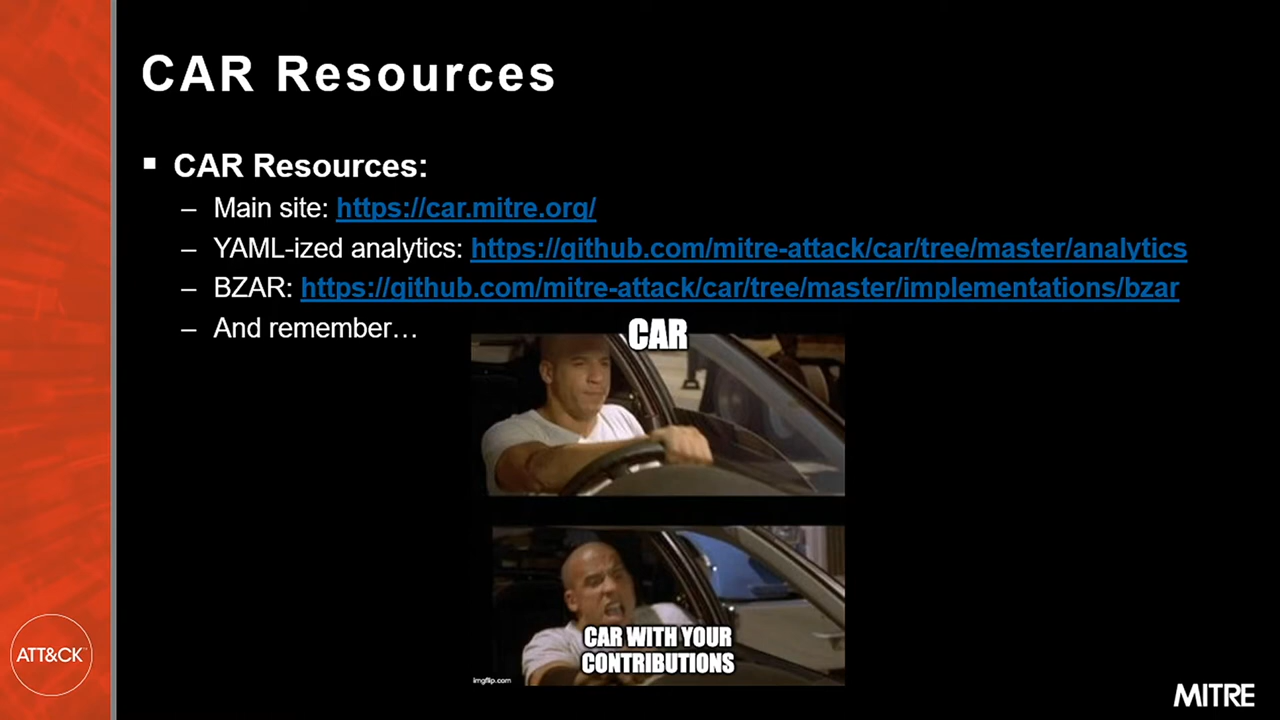 CAR Resources
CAR Resources:
– Main site: https://car.mitre.org/
– YAML-ized analytics: https://github.com/mitre-attack/car/tree/master/analytics
– BZAR: https://github.com/mitre-attack/car/tree/master/implementations/bzar
– And remember…
CAR
CAR WITH YOUR
CONTRIBUTIONS
imgflip.com
ATT&CK™
MITRE